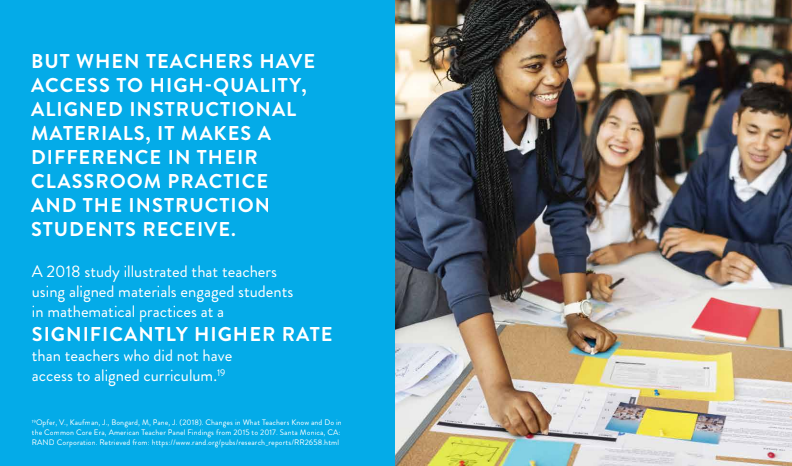 BUT WHEN TEACHERS HAVE
ACCESS TO HIGH-QUALITY,
ALIGNED INSTRUCTIONAL
MATERIALS, IT MAKES A
DIFFERENCE IN THEIR
CLASSROOM PRACTICE
AND THE INSTRUCTION
STUDENTS RECEIVE.
A 2018 study illustrated that teachers
using aligned materials engaged students
in mathematical practices at a
SIGNIFICANTLY HIGHER RATE
than teachers who did not have
access to aligned curriculum.¹⁹
¹⁹Opfer, V., Kaufman, J., Bongard, M, Pane, J. (2018). Changes in What Teachers Know and Do in
the Common Core Era, American Teacher Panel Findings from 2015 to 2017. Santa Monica, CA:
RAND Corporation. Retrieved from: https://www.rand.org/pubs/research_reports/RR2658.html